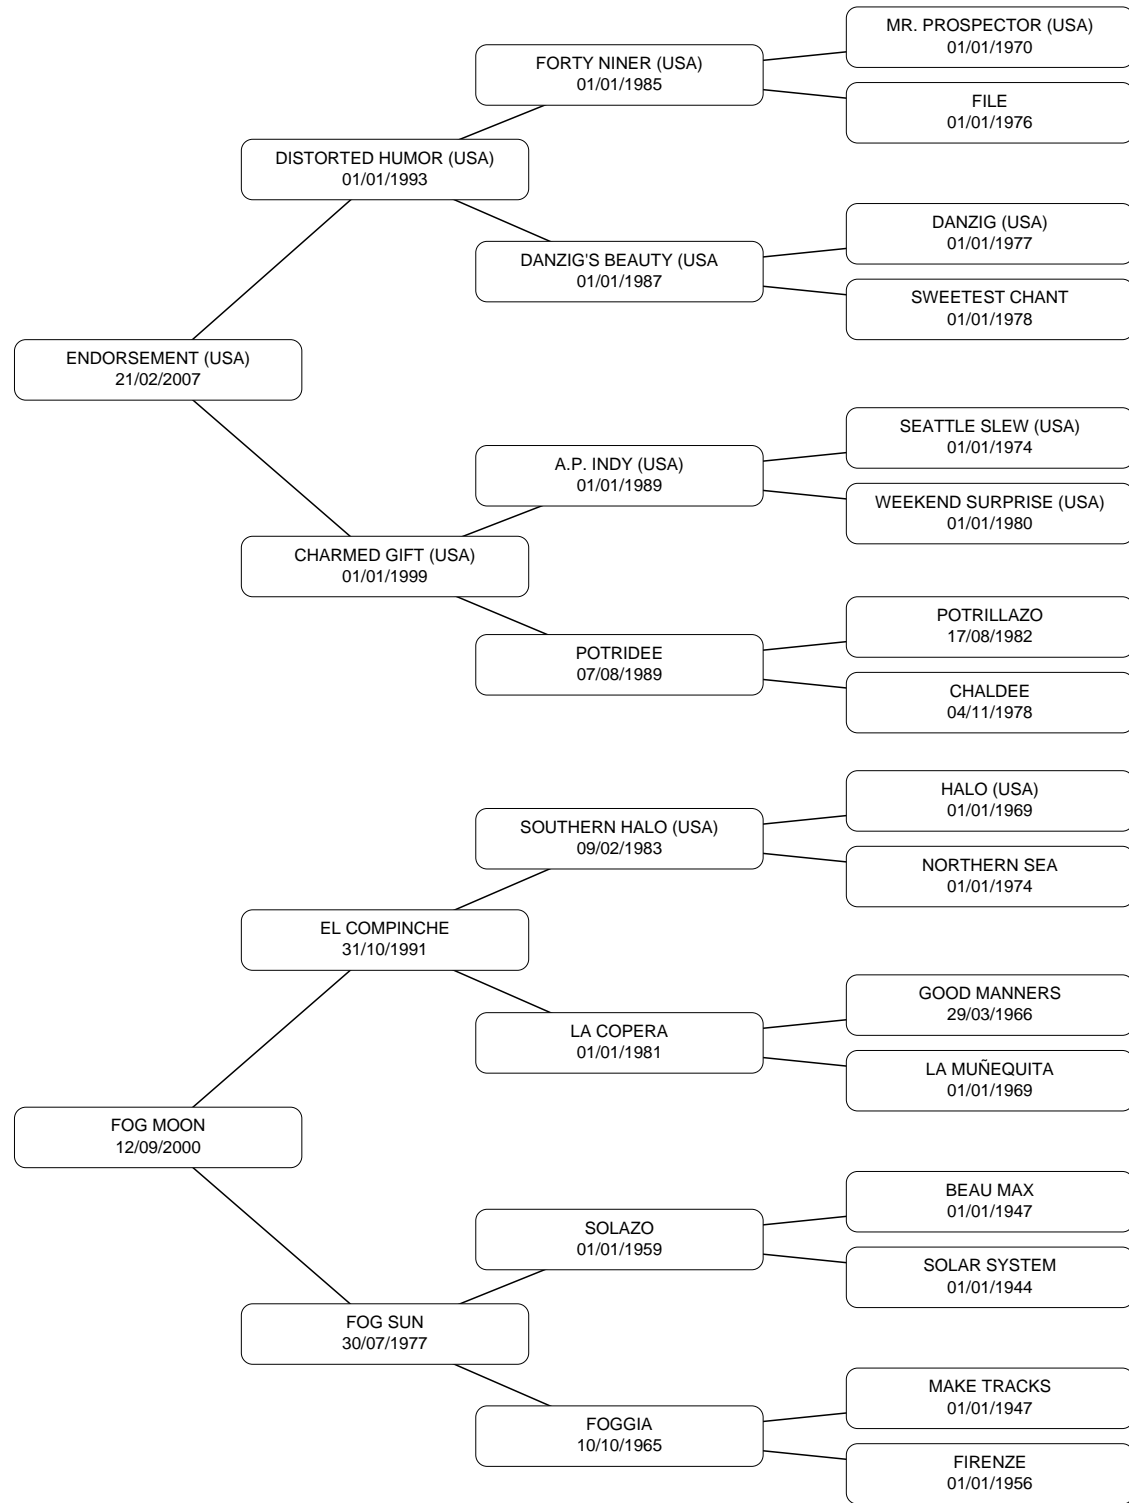 MR. PROSPECTOR (USA)
01/01/1970
FORTY NINER (USA)
01/01/1985
FILE
01/01/1976
DISTORTED HUMOR (USA)
01/01/1993
DANZIG (USA)
01/01/1977
DANZIG'S BEAUTY (USA
01/01/1987
SWEETEST CHANT
01/01/1978
ENDORSEMENT (USA)
21/02/2007
SEATTLE SLEW (USA)
01/01/1974
A.P. INDY (USA)
01/01/1989
WEEKEND SURPRISE (USA)
01/01/1980
CHARMED GIFT (USA)
01/01/1999
POTRILLAZO
17/08/1982
POTRIDEE
07/08/1989
CHALDEE
04/11/1978
HALO (USA)
01/01/1969
SOUTHERN HALO (USA)
09/02/1983
NORTHERN SEA
01/01/1974
EL COMPINCHE
31/10/1991
GOOD MANNERS
29/03/1966
LA COPERA
01/01/1981
LA MUÑEQUITA
01/01/1969
FOG MOON
12/09/2000
BEAU MAX
01/01/1947
SOLAZO
01/01/1959
SOLAR SYSTEM
01/01/1944
FOG SUN
30/07/1977
MAKE TRACKS
01/01/1947
FOGGIA
10/10/1965
FIRENZE
01/01/1956